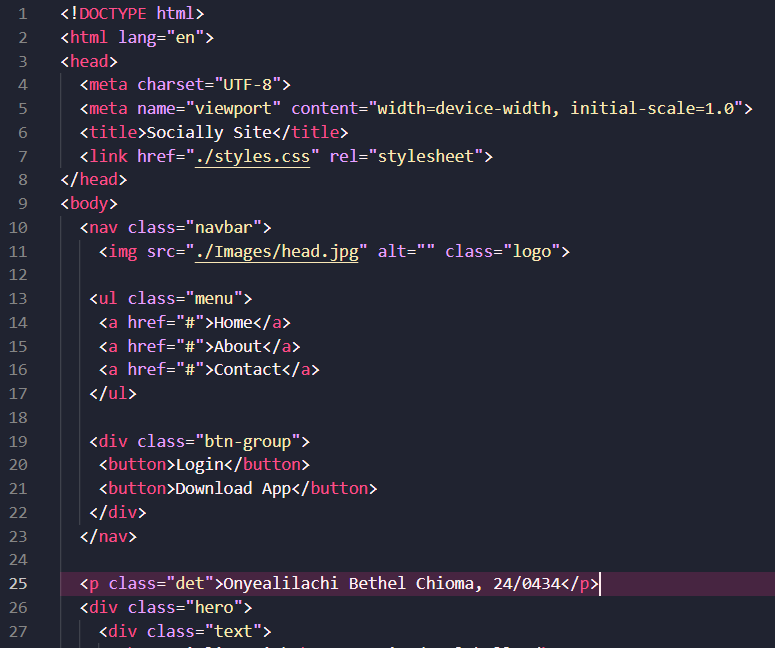 1 <!DOCTYPE html>
2 <html lang="en">
3 <head>
4 <meta charset="UTF-8">
5 <meta name="viewport" content="width=device-width, initial-scale=1.0">
6 <title>Socially Site</title>
7 <link href="./styles.css" rel="stylesheet">
8 </head>
9 <body>
10 <nav class="navbar">
11 <img src="./Images/head.jpg" alt="" class="logo">
12
13 <ul class="menu">
14 <a href="#">Home</a>
15 <a href="#">About</a>
16 <a href="#">Contact</a>
17 </ul>
18
19 <div class="btn-group">
20 <button>Login</button>
21 <button>Download App</button>
22 </div>
23 </nav>
24
25 <p class="det">Onyealilachi Bethel Chioma, 24/0434</p>
26 <div class="hero">
27 <div class="text">